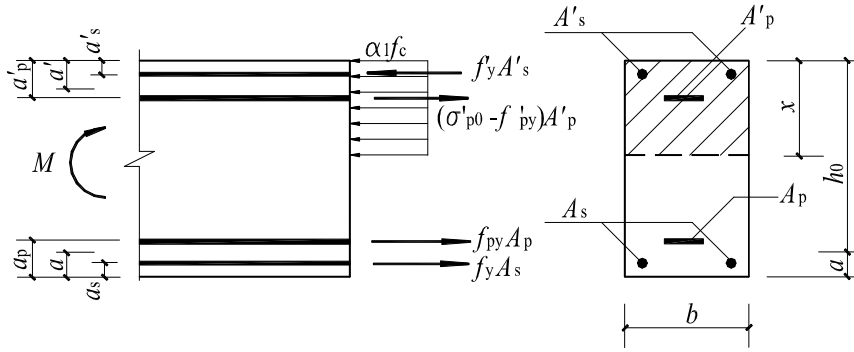 a's
a'
a'p
α1fc
f'yA's
(σ'p0 - f'py)A'p
M
fpyAp
fyAs
ap
a
as
A's
A'p
x
h0
As
Ap
a
b